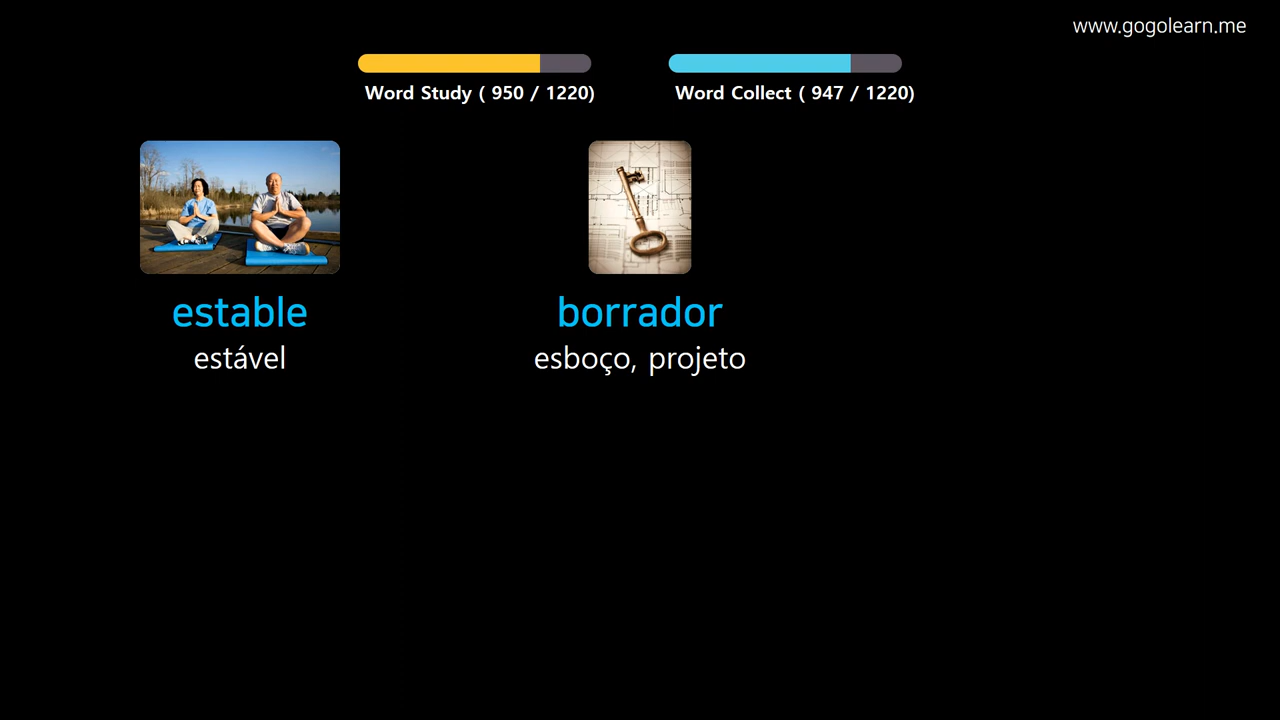 www.gogolearn.me
Word Study ( 950 / 1220)
Word Collect ( 947 / 1220)
estable
estável
borrador
esboço, projeto